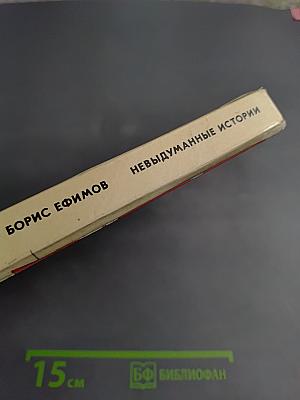 БОРИС ЕФИМОВ НЕВЫДУМАННЫЕ ИСТОРИИ
15 см БФ БИБЛИОФАН